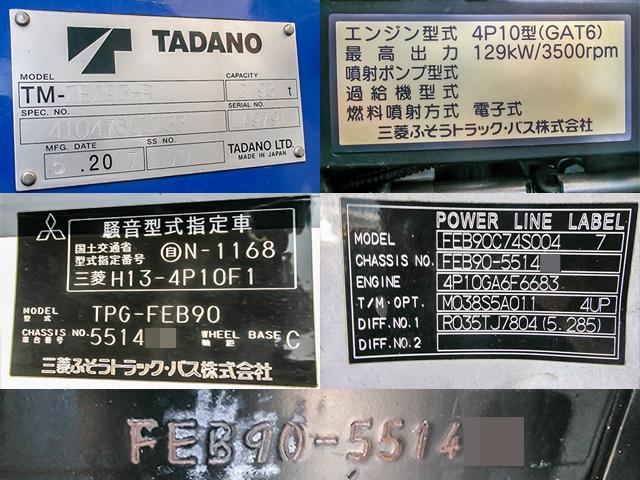 TADANO
MODEL
CAPACITY
TM-
2.93 t
SPEC. NO.
SERIAL NO.
MFG. DATE
SS NO.
5 .20 7
TADANO LTD.
MADE IN JAPAN
エンジン型式 4P10型(GAT6)
最高出力 129kW/3500rpm
噴射ポンプ型式
過給機型式
燃料噴射方式 電子式
三菱ふそうトラック・バス株式会社
騒音型式指定車
国土交通省
型式指定番号
㊐N-1168
三菱 H13-4P10F1
MODEL
型式
TPG-FEB90
CHASSIS NO.
車台番号
5514
WHEEL BASE
軸距
C
三菱ふそうトラック・バス株式会社
POWER LINE LABEL
MODEL FEB90C74S004 7
CHASSIS NO. FEB90-5514
ENGINE 4P10GA6F6683
T/M・OPT. M038S5A011 4UP
DIFF.NO.1 R035TJ7804(5.285)
DIFF.NO.2
FEB90-5514